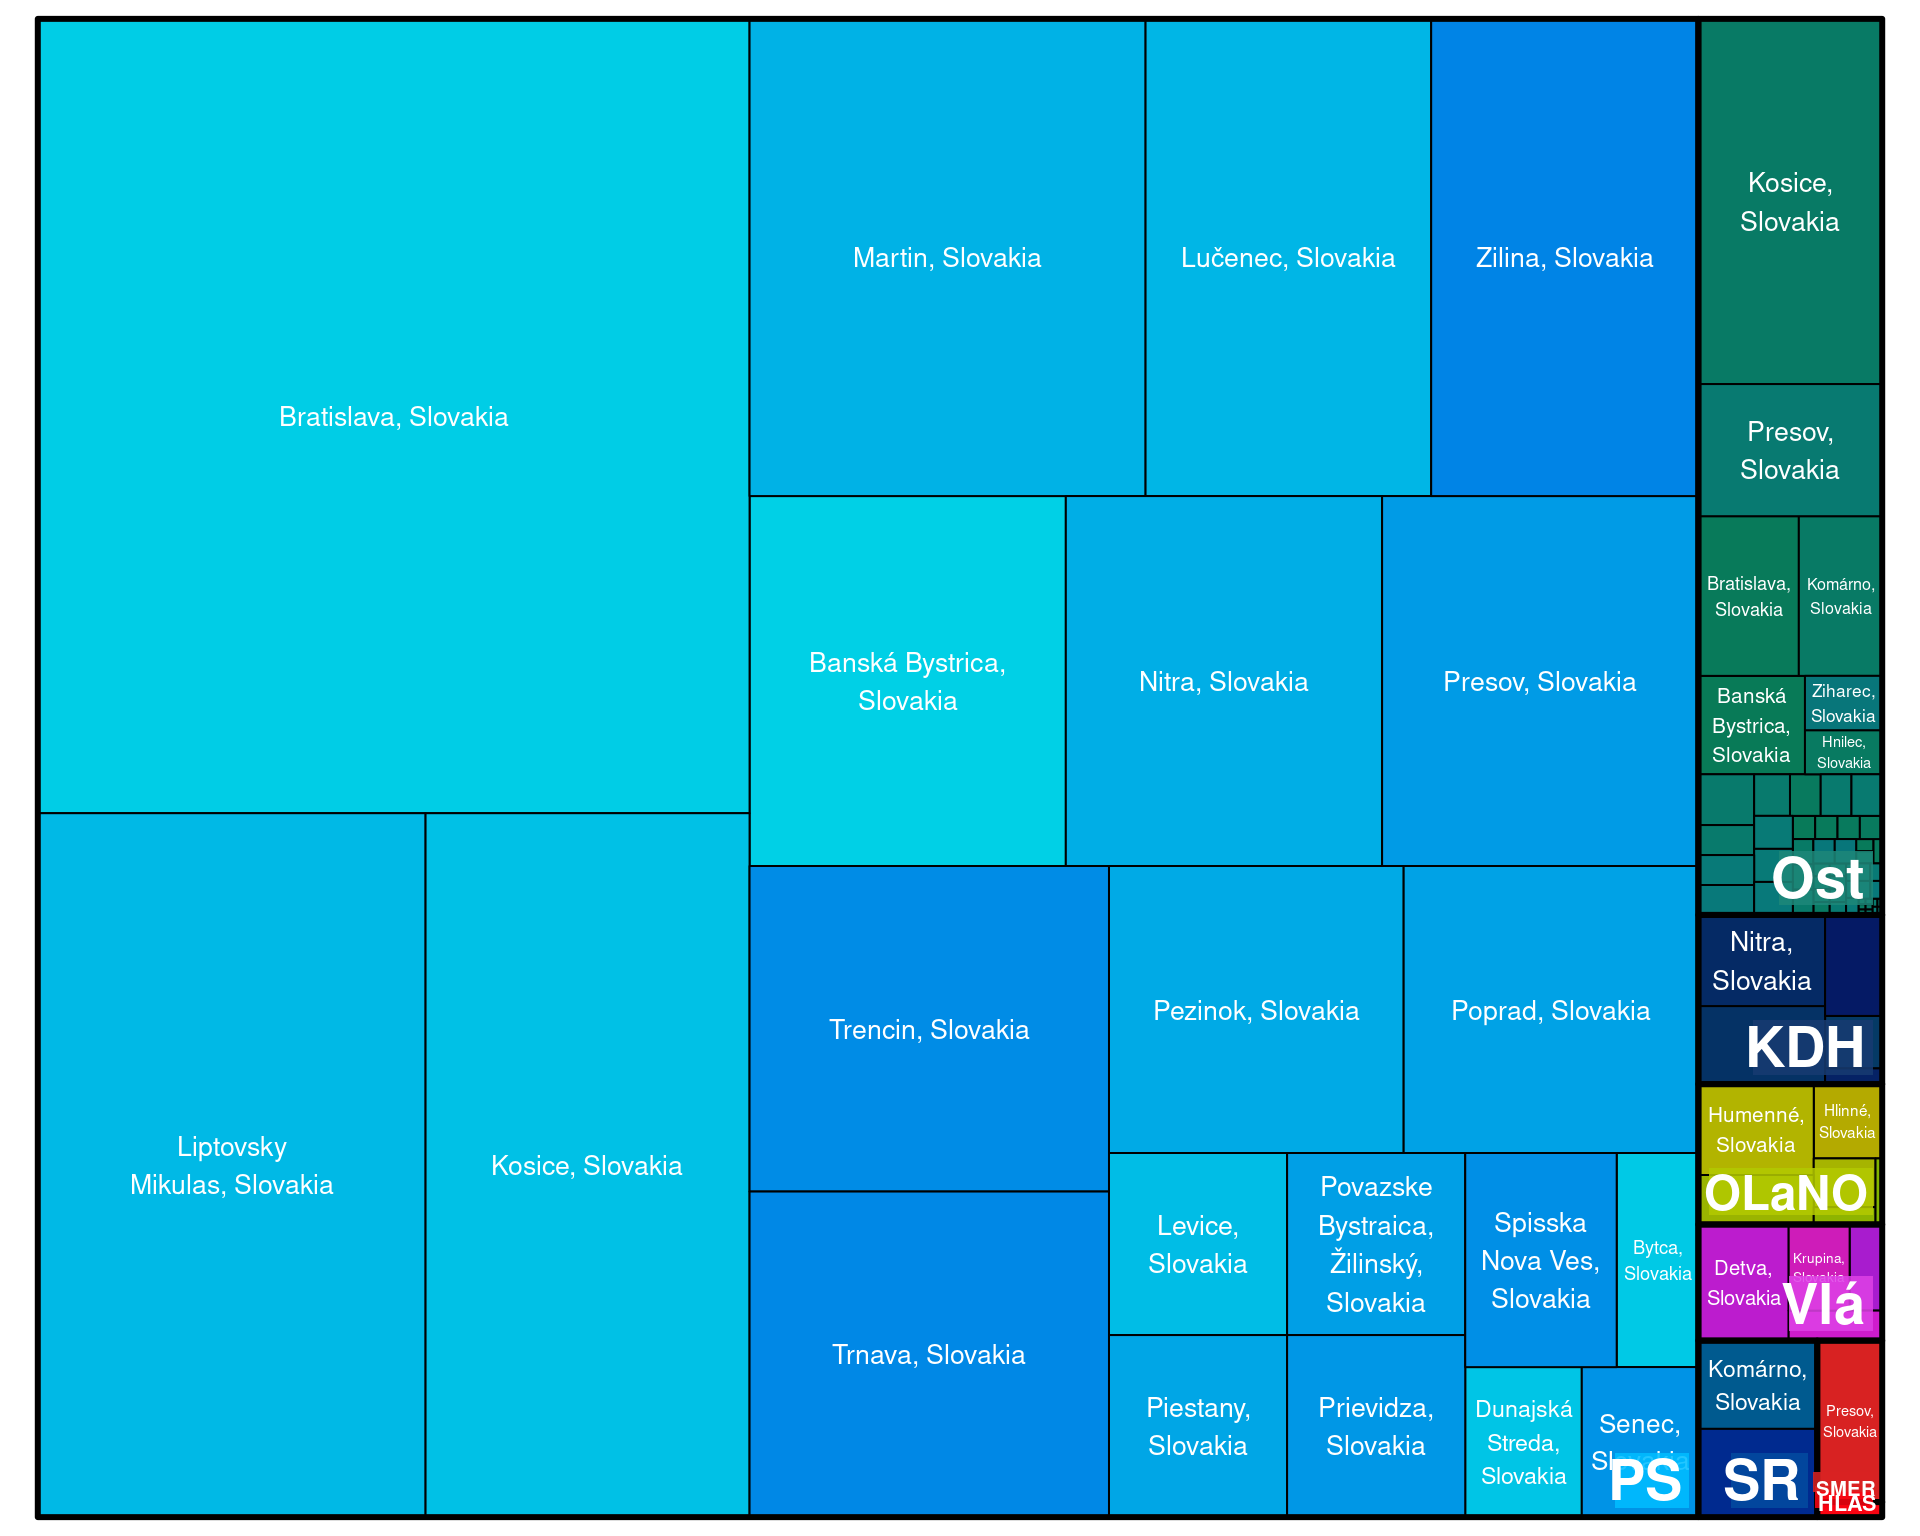 Bratislava, Slovakia
Martin, Slovakia
Lučenec, Slovakia
Zilina, Slovakia
Banská Bystrica,
Slovakia
Nitra, Slovakia
Presov, Slovakia
Liptovsky
Mikulas, Slovakia
Kosice, Slovakia
Trencin, Slovakia
Trnava, Slovakia
Pezinok, Slovakia
Poprad, Slovakia
Levice,
Slovakia
Povazske
Bystraica,
Žilinský,
Slovakia
Spisska
Nova Ves,
Slovakia
Bytca,
Slovakia
Piestany,
Slovakia
Prievidza,
Slovakia
Dunajská
Streda,
Slovakia
Senec,
Slovakia
PS
Kosice,
Slovakia
Presov,
Slovakia
Bratislava,
Slovakia
Komárno,
Slovakia
Banská
Bystrica,
Slovakia
Ziharec,
Slovakia
Hnilec,
Slovakia
Ost
Nitra,
Slovakia
KDH
Humenné,
Slovakia
Hlinné,
Slovakia
OLaNO
Detva,
Slovakia
Krupina,
Slovakia
Vlá
Komárno,
Slovakia
SR
Presov,
Slovakia
SMER
HLAS